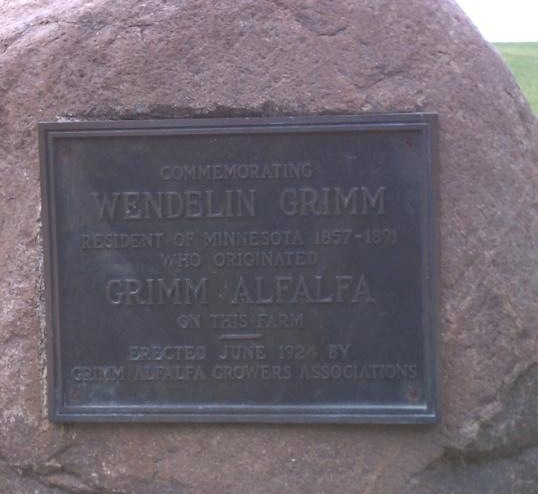 COMMEMORATING
WENDELIN GRIMM
RESIDENT OF MINNESOTA 1857-1891
WHO ORIGINATED
GRIMM ALFALFA
ON THIS FARM
ERECTED JUNE 1924 BY
GRIMM ALFALFA GROWERS ASSOCIATIONS